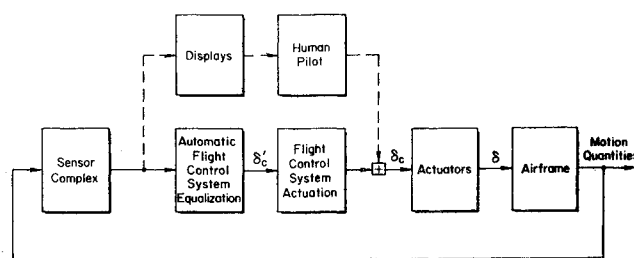 Displays
Human
Pilot
Sensor
Complex
Automatic
Flight
Control
System
Equalization
δ'c
Flight
Control
System
Actuation
+
δc
Actuators
δ
Airframe
Motion
Quantities